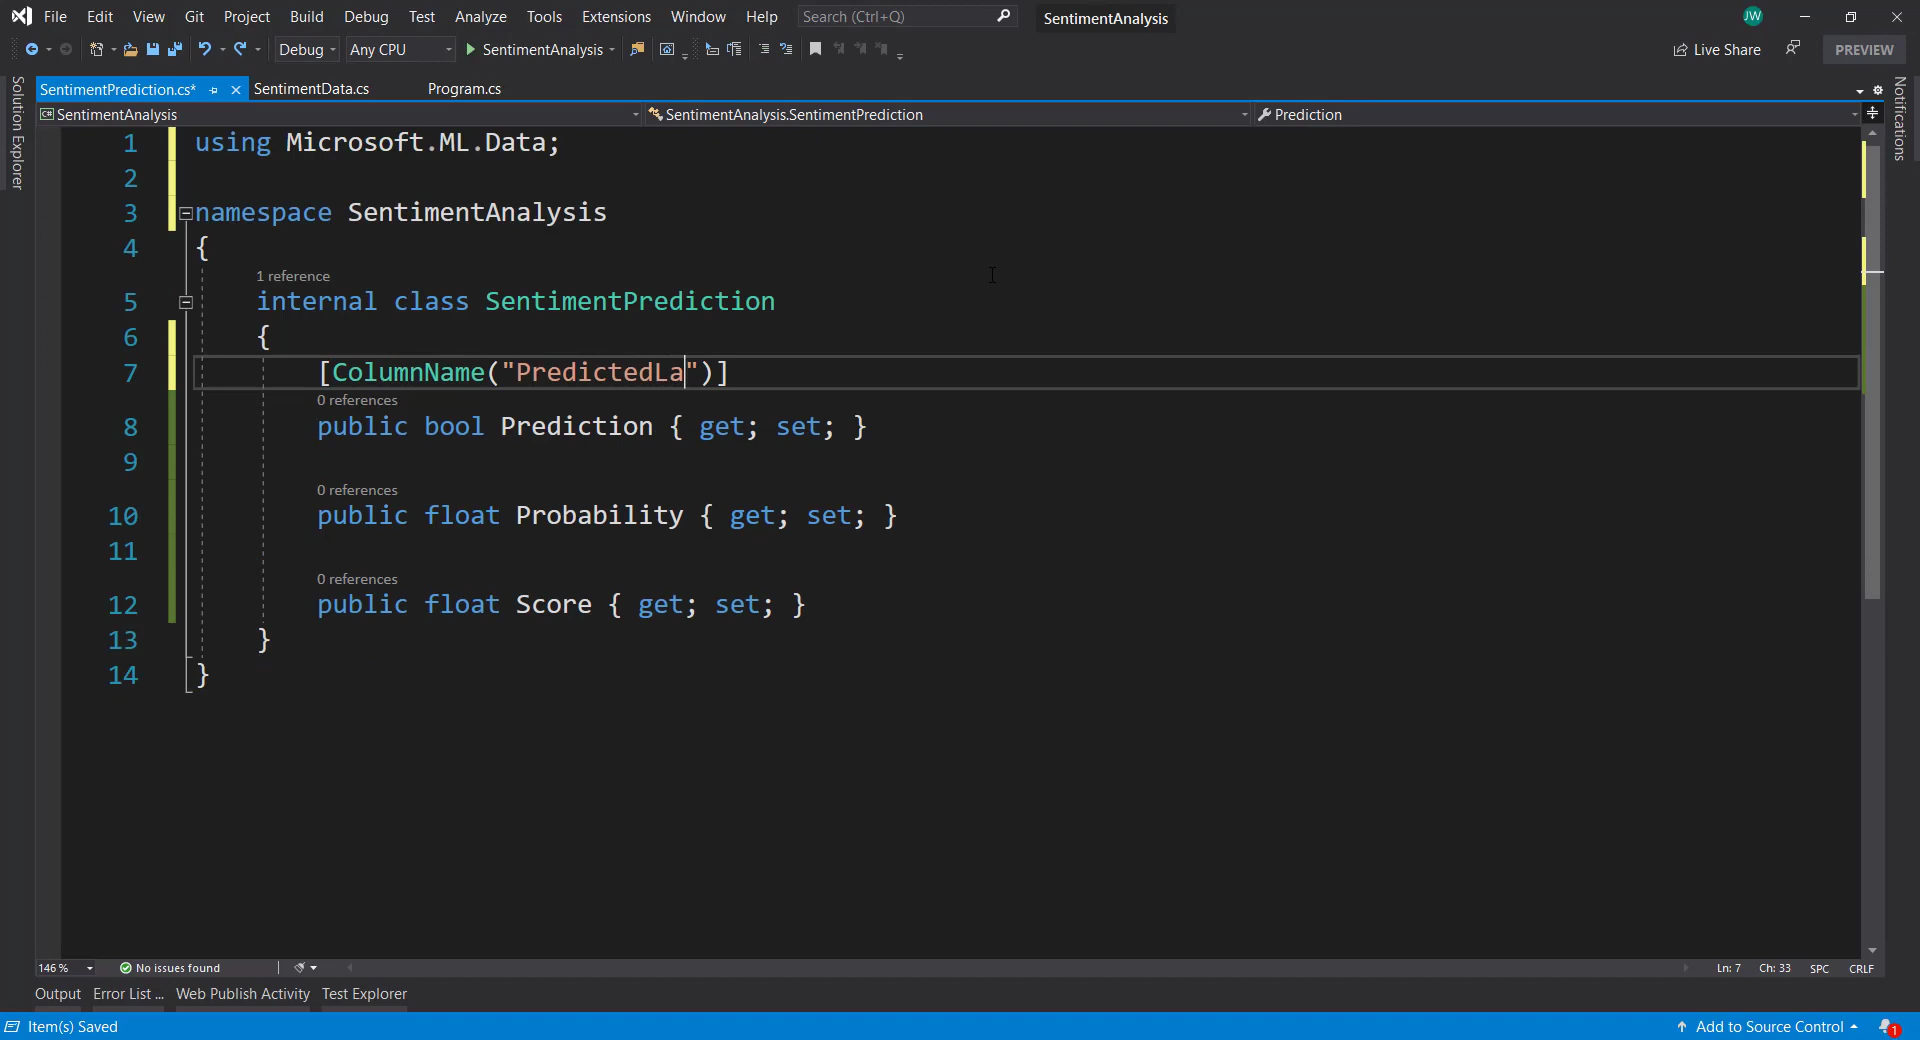 File Edit View Git Project Build Debug Test Analyze Tools Extensions Window Help Search (Ctrl+Q) SentimentAnalysis JW
Debug Any CPU SentimentAnalysis Live Share PREVIEW
SentimentPrediction.cs* SentimentData.cs Program.cs
SentimentAnalysis SentimentAnalysis.SentimentPrediction Prediction
Solution Explorer
Notifications
1 using Microsoft.ML.Data;
2
3 namespace SentimentAnalysis
4 {
1 reference
5 internal class SentimentPrediction
6 {
7 [ColumnName("PredictedLa")]
0 references
8 public bool Prediction { get; set; }
9
0 references
10 public float Probability { get; set; }
11
0 references
12 public float Score { get; set; }
13 }
14 }
146 % No issues found Ln: 7 Ch: 33 SPC CRLF
Output Error List ... Web Publish Activity Test Explorer
Item(s) Saved Add to Source Control 1